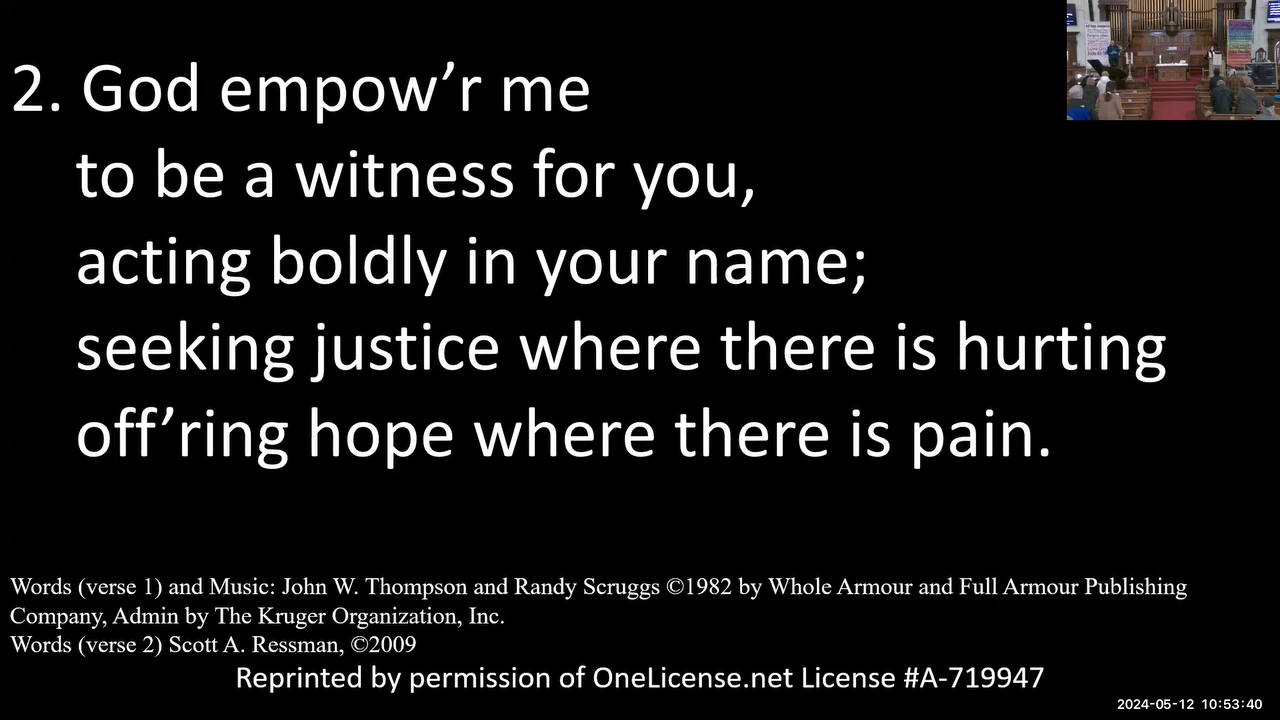 2. God empow’r me
to be a witness for you,
acting boldly in your name;
seeking justice where there is hurting
off’ring hope where there is pain.
Words (verse 1) and Music: John W. Thompson and Randy Scruggs ©1982 by Whole Armour and Full Armour Publishing
Company, Admin by The Kruger Organization, Inc.
Words (verse 2) Scott A. Ressman, ©2009
Reprinted by permission of OneLicense.net License #A-719947
2024-05-12 10:53:40